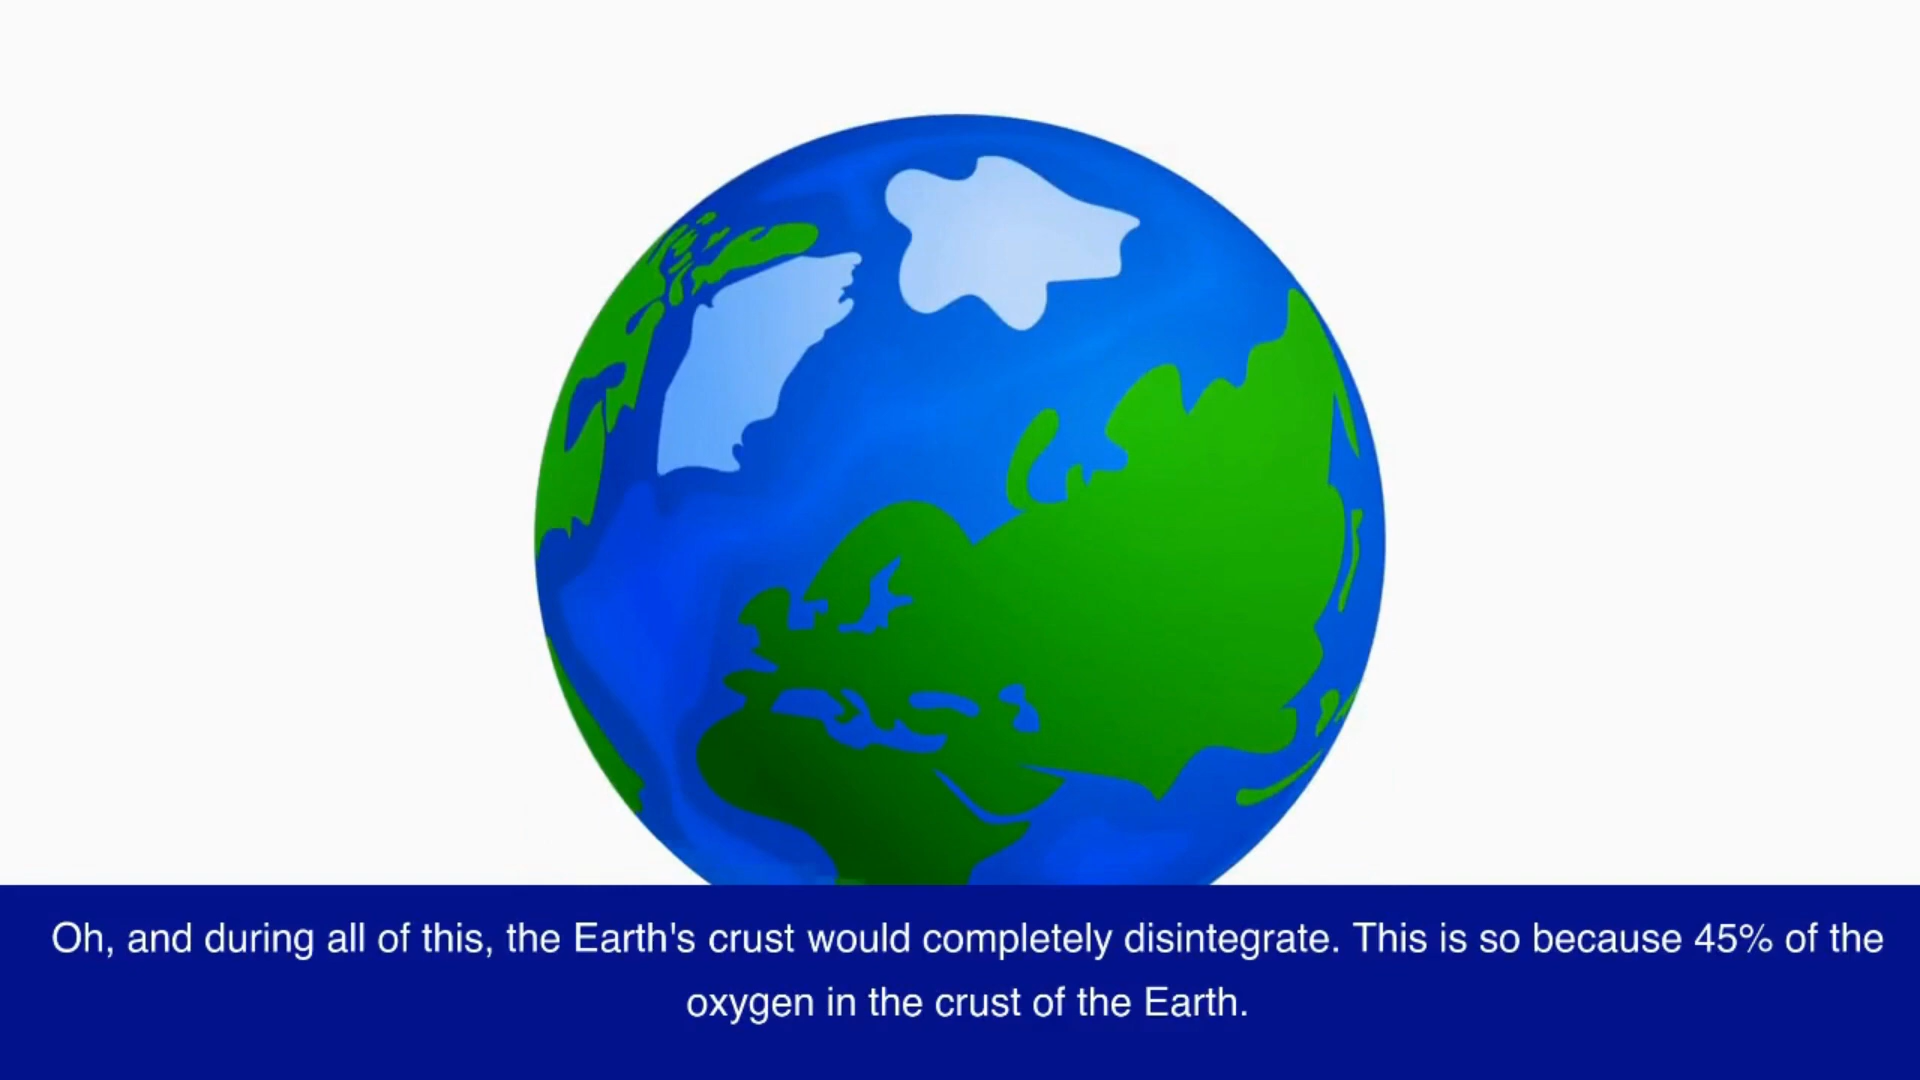 Oh, and during all of this, the Earth's crust would completely disintegrate. This is so because 45% of the
oxygen in the crust of the Earth.